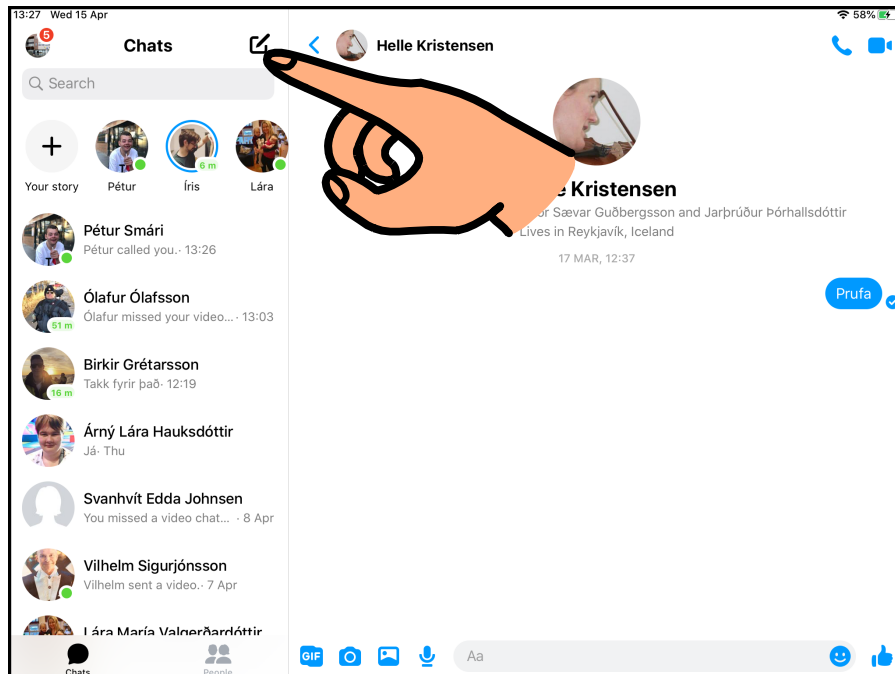 13:27 Wed 15 Apr
58%
5
Chats
Search
6 m
Your story
Pétur
Íris
Lára
Pétur Smári
Pétur called you.· 13:26
Ólafur Ólafsson
Ólafur missed your video... · 13:03
51 m
Birkir Grétarsson
Takk fyrir það· 12:19
16 m
Árný Lára Hauksdóttir
Já· Thu
Svanhvít Edda Johnsen
You missed a video chat... · 8 Apr
Vilhelm Sigurjónsson
Vilhelm sent a video.· 7 Apr
Lára María Valgerðardóttir
Chats
People
Helle Kristensen
Kristensen
Sævar Guðbergsson and Jarþrúður Þórhallsdóttir
Lives in Reykjavík, Iceland
17 MAR, 12:37
Prufa
GIF
Aa